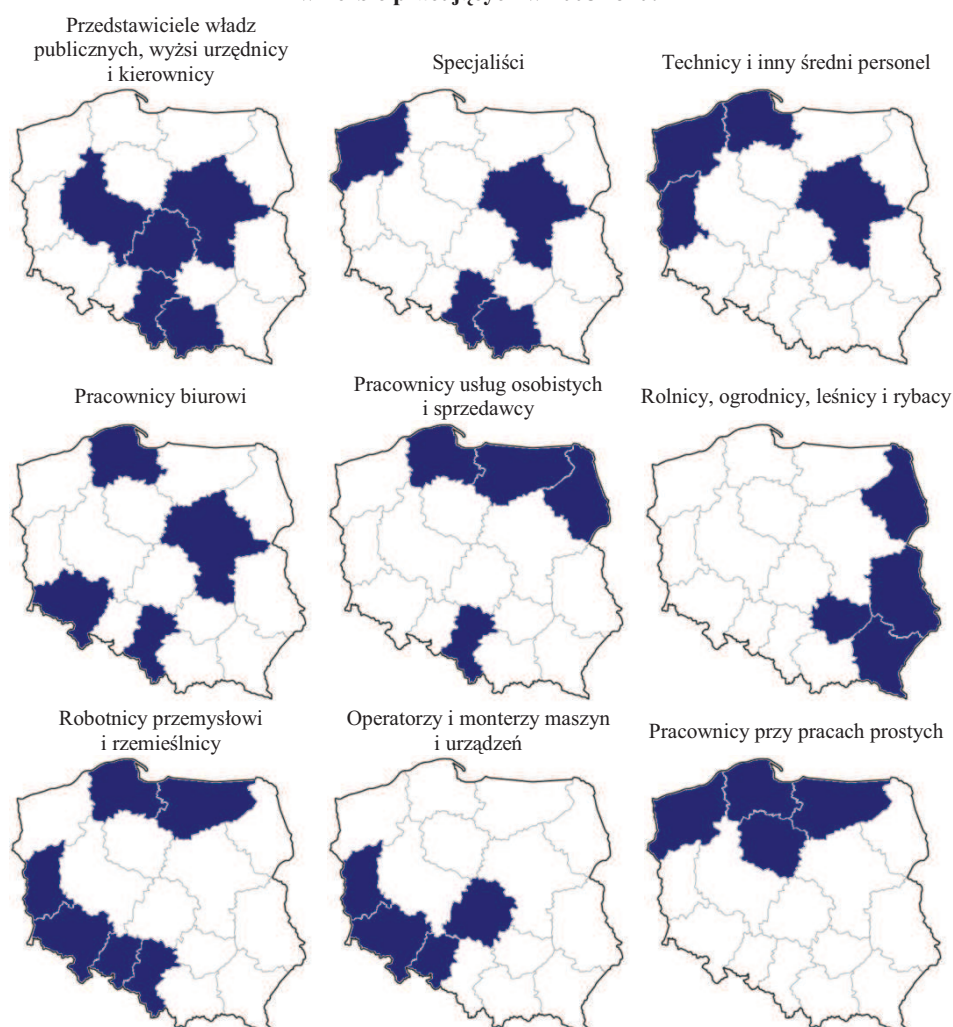 Przedstawiciele władz
publicznych, wyżsi urzędnicy
i kierownicy
Specjaliści
Technicy i inny średni personel
Pracownicy biurowi
Pracownicy usług osobistych
i sprzedawcy
Rolnicy, ogrodnicy, leśnicy i rybacy
Robotnicy przemysłowi
i rzemieślnicy
Operatorzy i monterzy maszyn
i urządzeń
Pracownicy przy pracach prostych